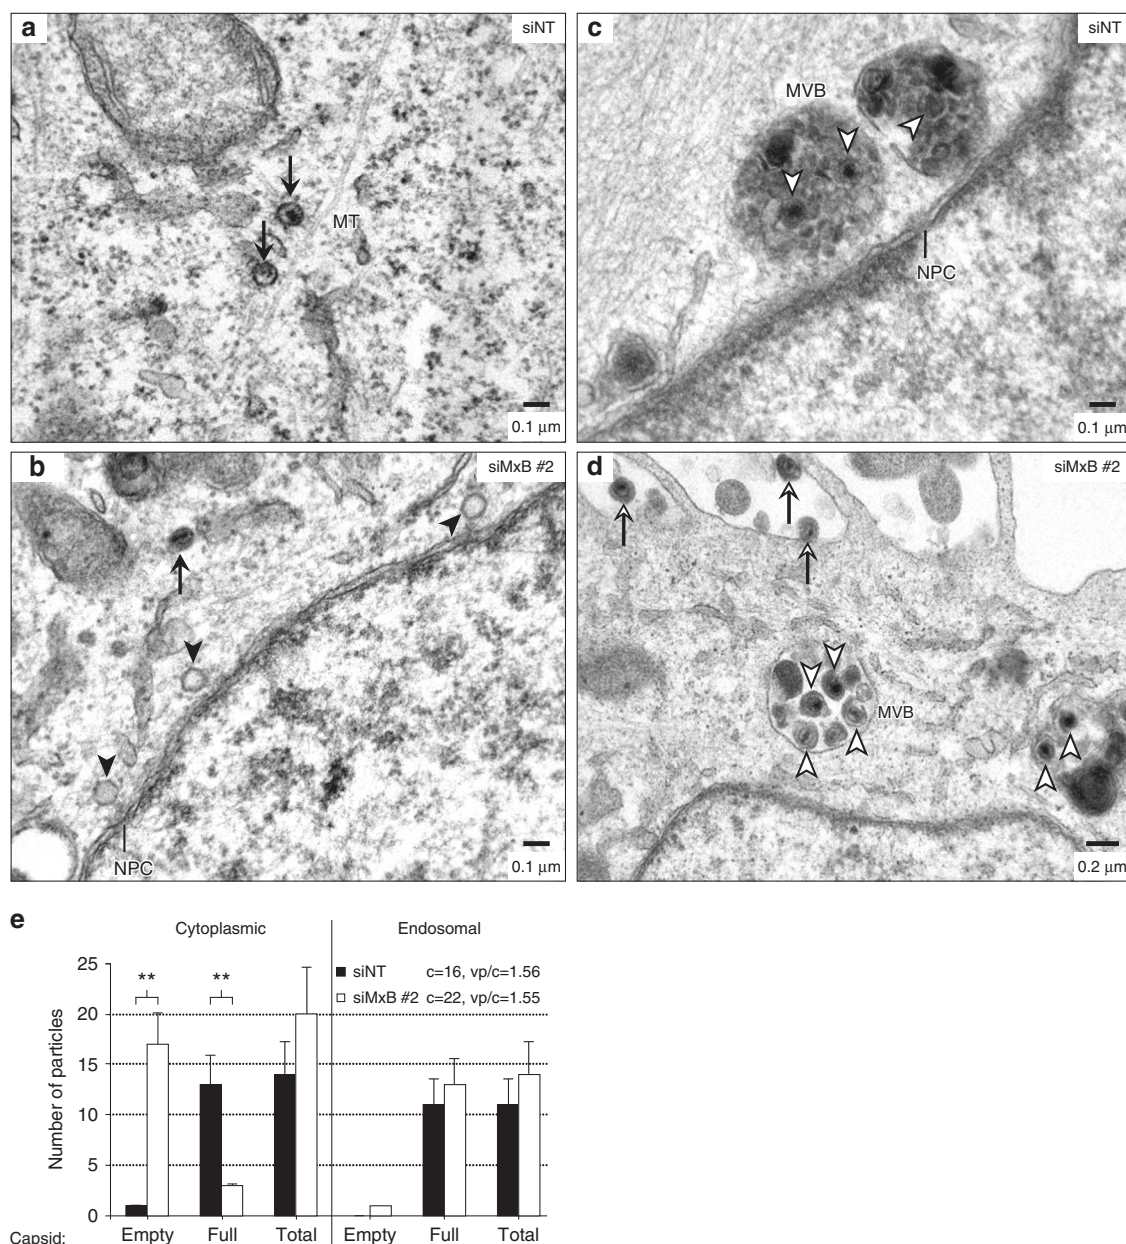 a
siNT
MT
0.1 µm
c
siNT
MVB
NPC
0.1 µm
b
siMxB #2
NPC
0.1 µm
d
siMxB #2
MVB
0.2 µm
e
Cytoplasmic
Endosomal
siNT c=16, vp/c=1.56
siMxB #2 c=22, vp/c=1.55
** **
Number of particles
25
20
15
10
5
0
Capsid: Empty Full Total Empty Full Total